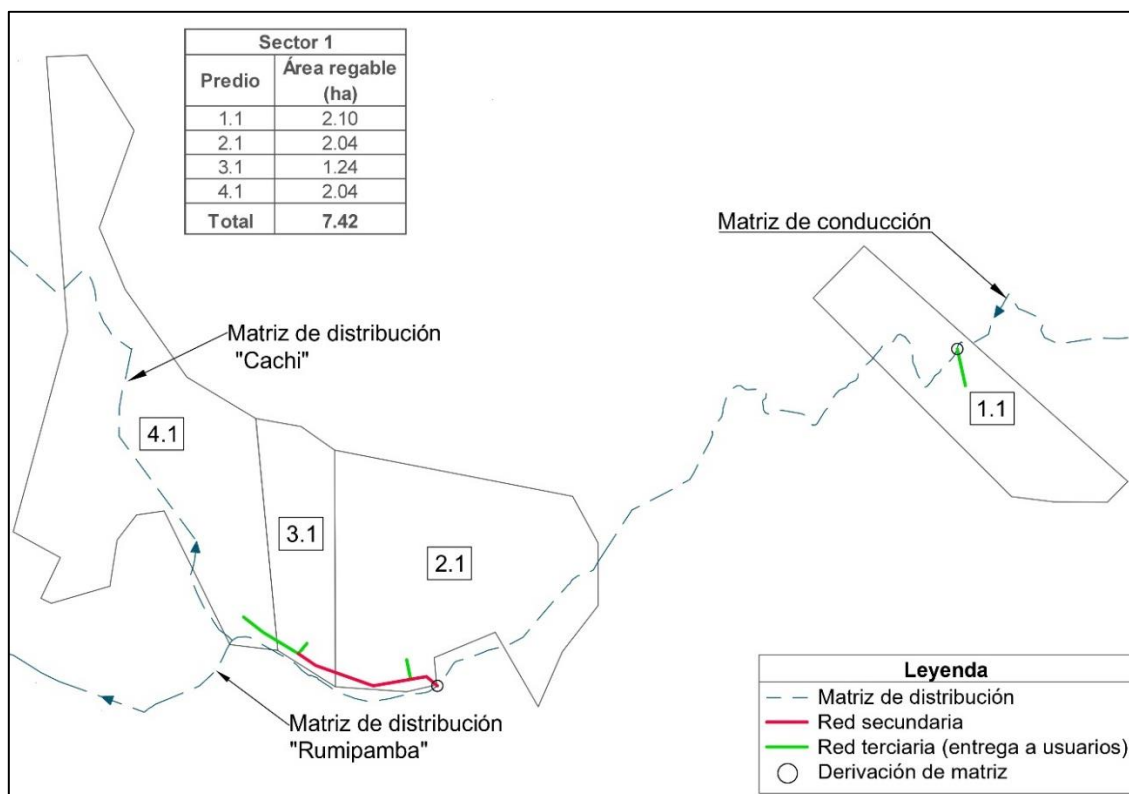 Sector 1
Predio Área regable (ha)
1.1 2.10
2.1 2.04
3.1 1.24
4.1 2.04
Total 7.42
Matriz de conducción
1.1
Matriz de distribución
"Cachi"
4.1
3.1
2.1
Matriz de distribución
"Rumipamba"
Leyenda
Matriz de distribución
Red secundaria
Red terciaria (entrega a usuarios)
Derivación de matriz